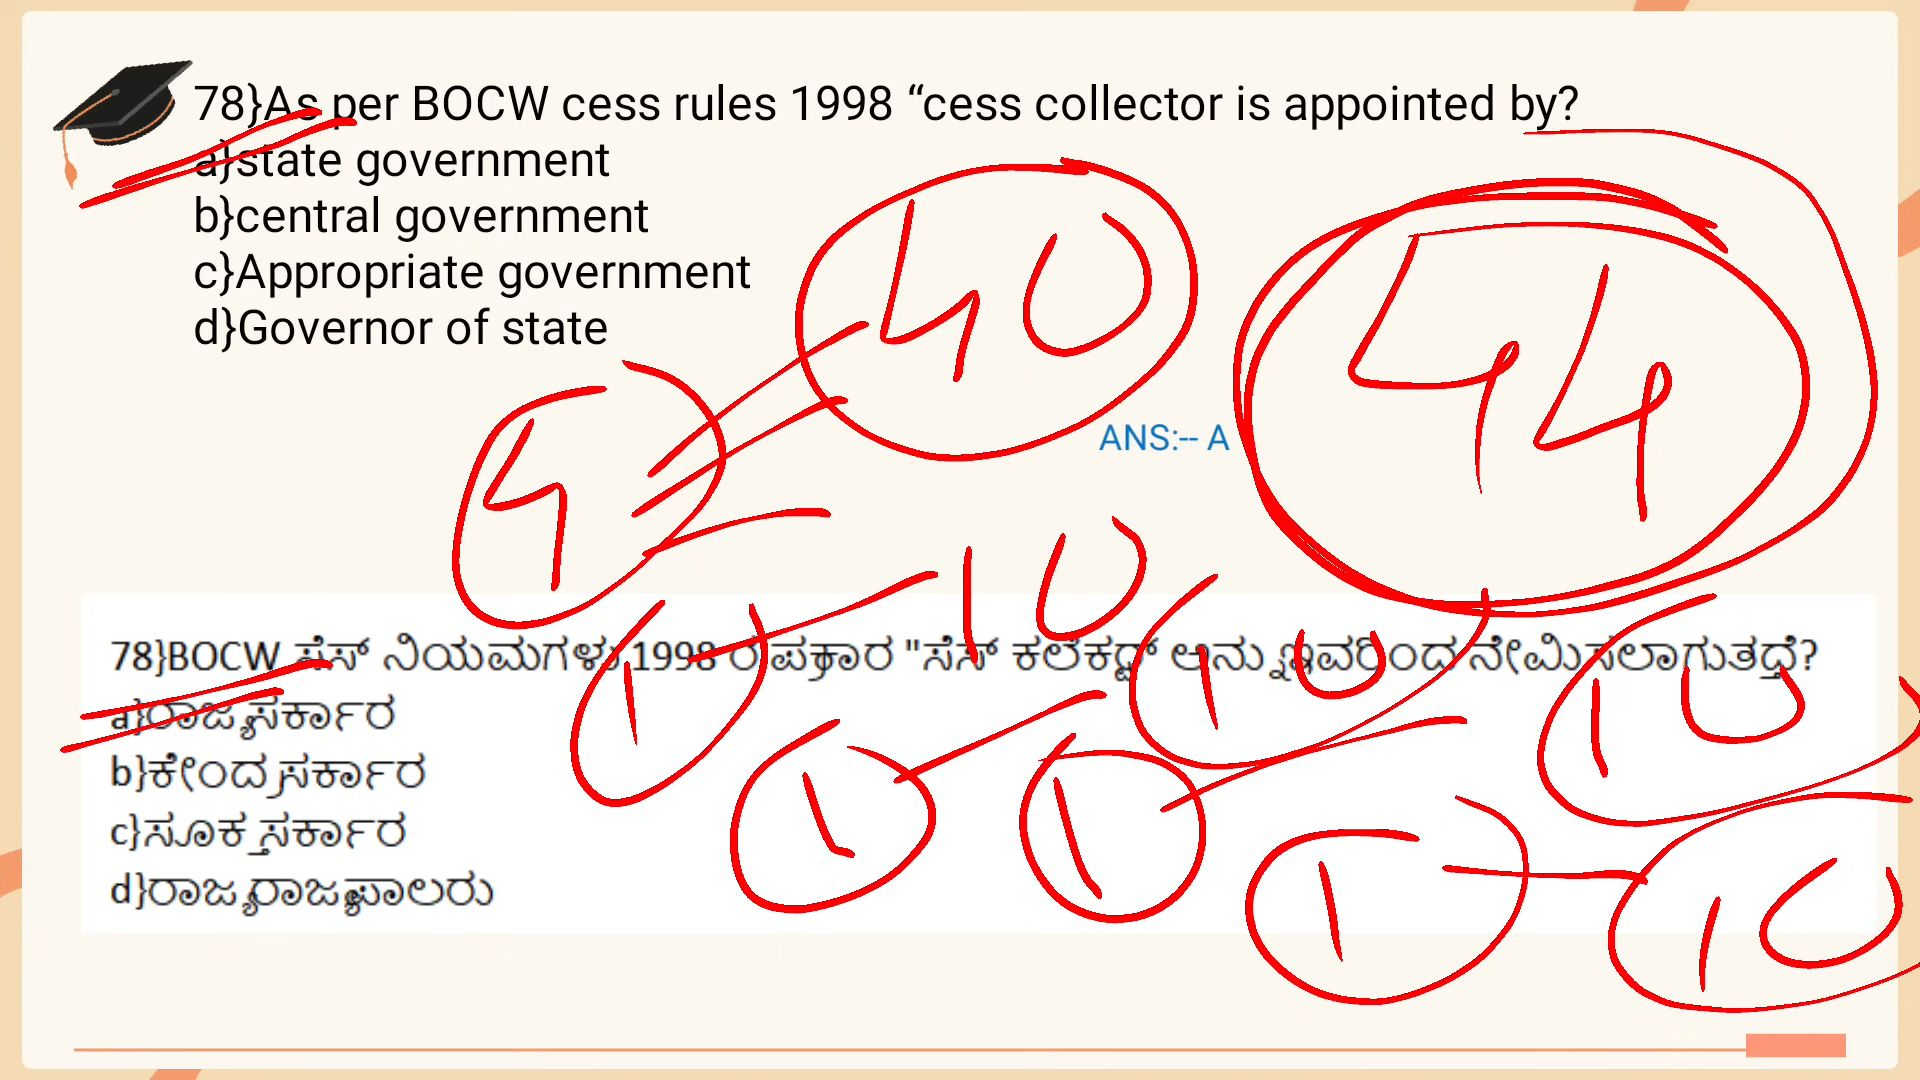 78}As per BOCW cess rules 1998 “cess collector is appointed by?
a}state government
b}central government
c}Appropriate government
d}Governor of state
40
44
4
ANS:-- A
10
78}BOCW ಸೆಸ್ ನಿಯಮಗಳು 1998 ರ ಪ್ರಕಾರ "ಸೆಸ್ ಕಲೆಕ್ಟರ್ ಅನ್ನು ಇವರಿಂದ ನೇಮಿಸಲಾಗುತ್ತದೆ?
1 10 10
a}ರಾಜ್ಯ ಸರ್ಕಾರ
b}ಕೇಂದ್ರ ಸರ್ಕಾರ
1 1
c}ಸೂಕ್ತ ಸರ್ಕಾರ
d}ರಾಜ್ಯ ರಾಜ್ಯಪಾಲರು
1 10